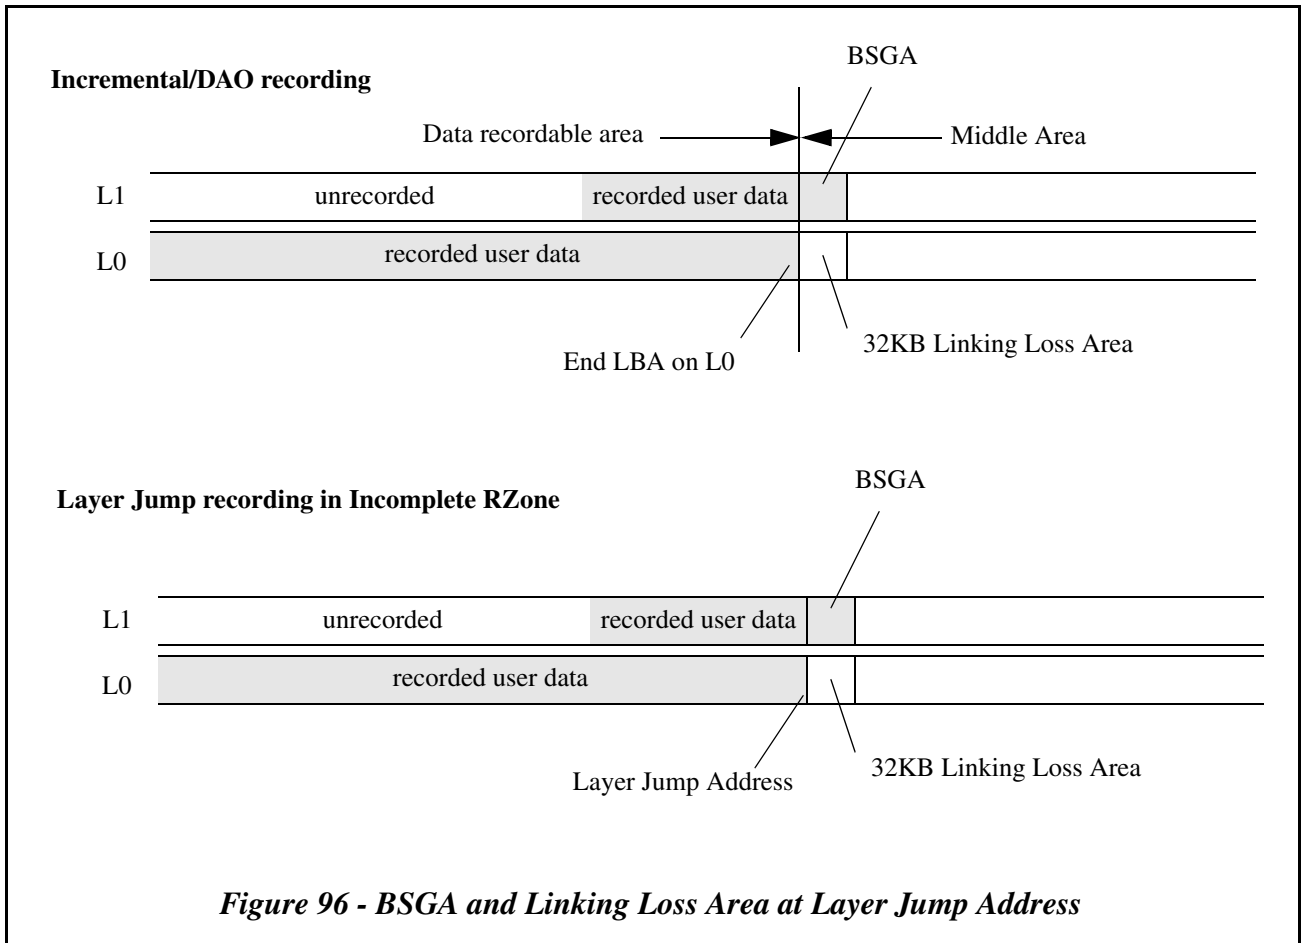 BSGA
Incremental/DAO recording
Data recordable area
Middle Area
L1
unrecorded
recorded user data
L0
recorded user data
End LBA on L0
32KB Linking Loss Area
BSGA
Layer Jump recording in Incomplete RZone
L1
unrecorded
recorded user data
L0
recorded user data
Layer Jump Address
32KB Linking Loss Area
Figure 96 - BSGA and Linking Loss Area at Layer Jump Address